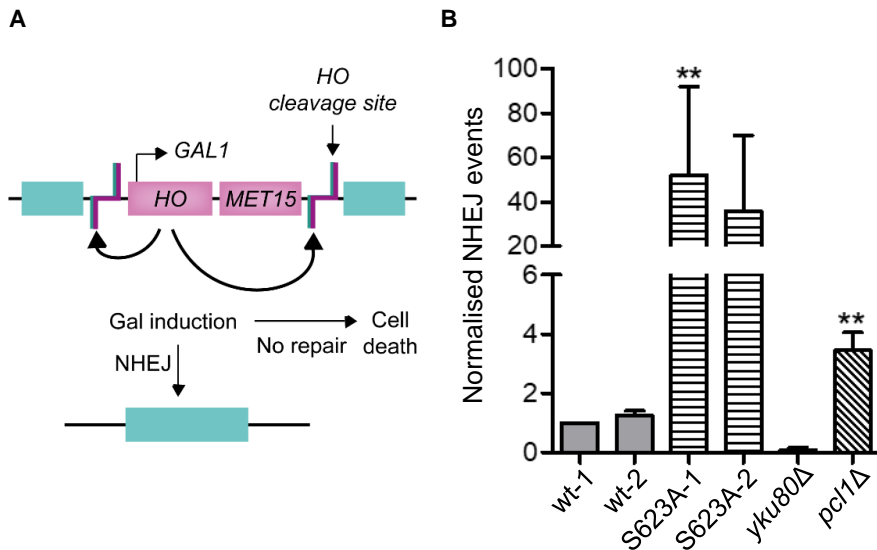 A
HO
cleavage site
GAL1
HO
MET15
Gal induction
No repair
Cell
death
NHEJ
B
Normalised NHEJ events
100
80
60
40
20
6
4
2
0
**
**
wt-1
wt-2
S623A-1
S623A-2
yku80Δ
pcl1Δ